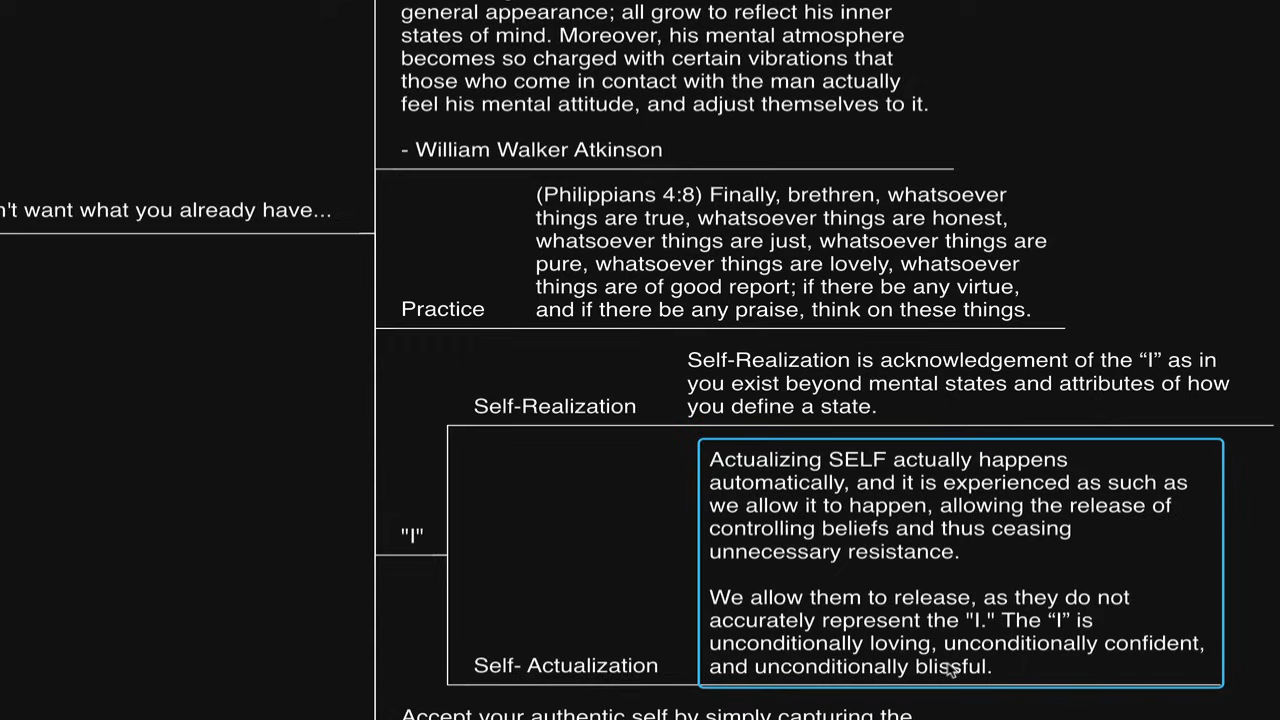 general appearance; all grow to reflect his inner
states of mind. Moreover, his mental atmosphere
becomes so charged with certain vibrations that
those who come in contact with the man actually
feel his mental attitude, and adjust themselves to it.
- William Walker Atkinson
n't want what you already have...
(Philippians 4:8) Finally, brethren, whatsoever
things are true, whatsoever things are honest,
whatsoever things are just, whatsoever things are
pure, whatsoever things are lovely, whatsoever
things are of good report; if there be any virtue,
and if there be any praise, think on these things.
Practice
Self-Realization is acknowledgement of the “I” as in
you exist beyond mental states and attributes of how
you define a state.
Self-Realization
Actualizing SELF actually happens
automatically, and it is experienced as such as
we allow it to happen, allowing the release of
controlling beliefs and thus ceasing
unnecessary resistance.
We allow them to release, as they do not
accurately represent the "I." The “I” is
unconditionally loving, unconditionally confident,
and unconditionally blissful.
"I"
Self- Actualization
Accept your authentic self by simply capturing the